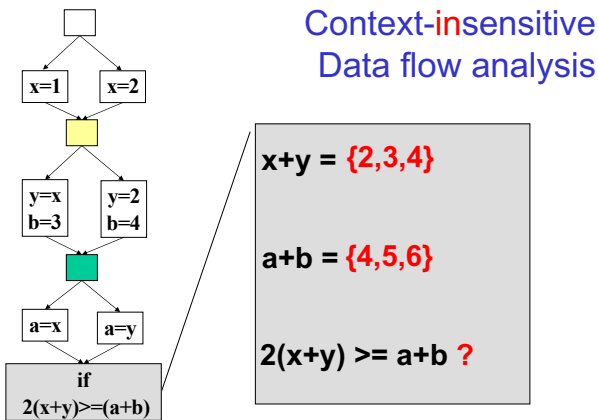 Context-insensitive
Data flow analysis
x=1
x=2
y=x
b=3
y=2
b=4
a=x
a=y
if
2(x+y)>=(a+b)
x+y = {2,3,4}
a+b = {4,5,6}
2(x+y) >= a+b ?